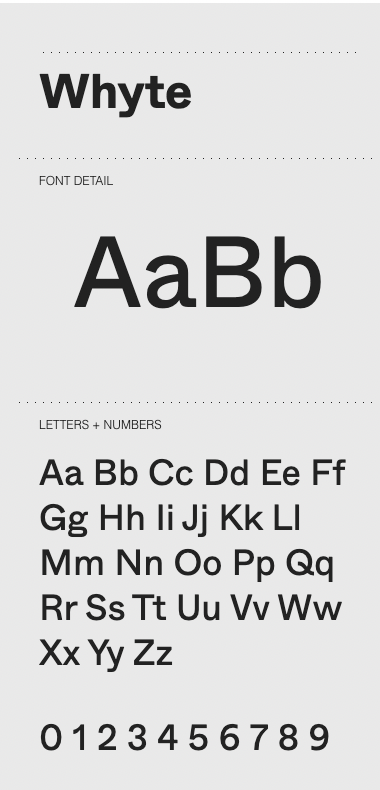 Whyte
FONT DETAIL
AaBb
LETTERS + NUMBERS
Aa Bb Cc Dd Ee Ff
Gg Hh Ii Jj Kk Ll
Mm Nn Oo Pp Qq
Rr Ss Tt Uu Vv Ww
Xx Yy Zz
0 1 2 3 4 5 6 7 8 9